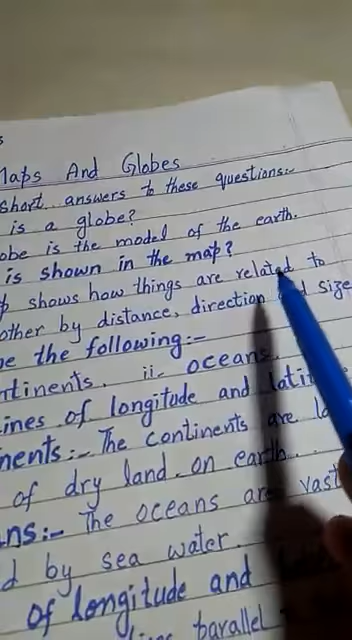 s
Maps And Globes
short answers to these questions:-
is a globe?
obe is the model of the earth.
is shown in the map?
p shows how things are related to
other by distance, direction and size
e the following:-
ntinents. ii- oceans.
ines of longitude and lati
nents:- The continents are la
of dry land on earth.
ns:- The oceans are vast
d by sea water.
of longitude and
lines parallel